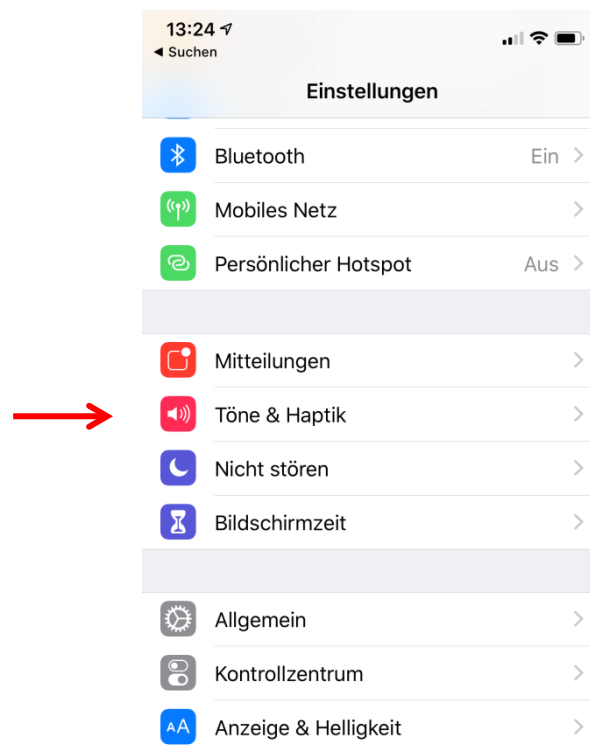 13:24
◀ Suchen
Einstellungen
Bluetooth Ein
Mobiles Netz
Persönlicher Hotspot Aus
Mitteilungen
Töne & Haptik
Nicht stören
Bildschirmzeit
Allgemein
Kontrollzentrum
AA Anzeige & Helligkeit